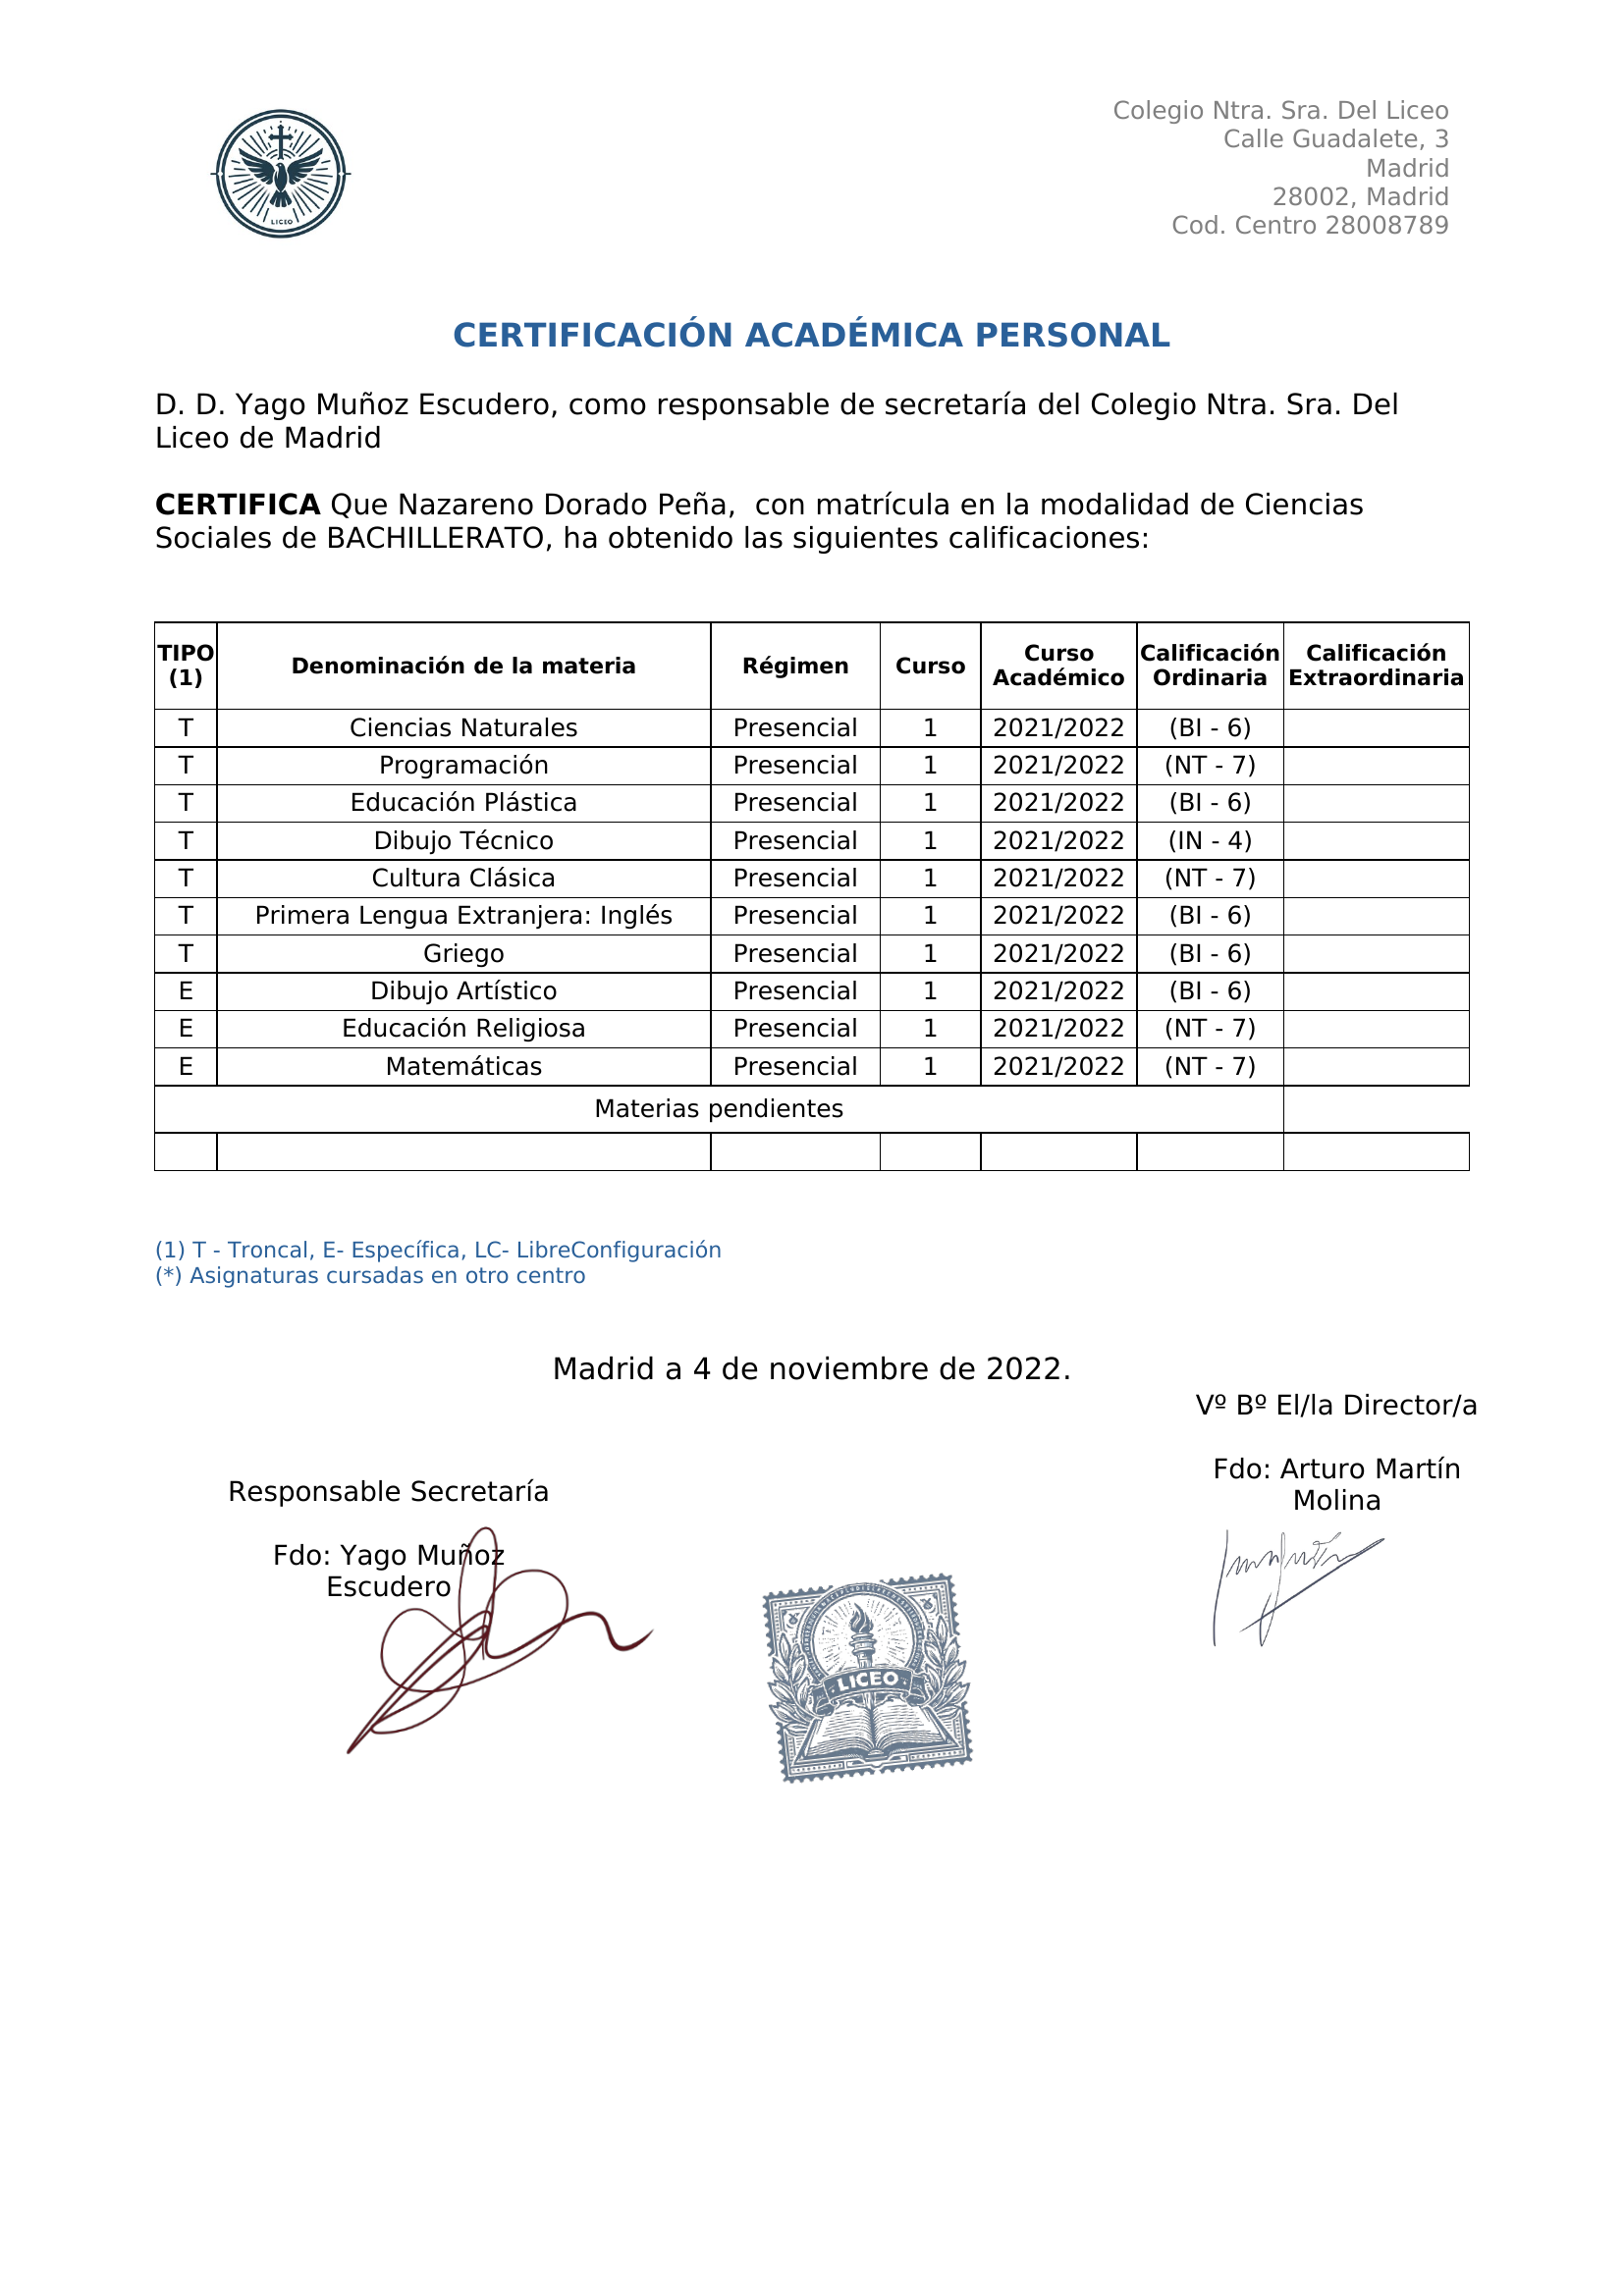 LICEO
Colegio Ntra. Sra. Del Liceo
Calle Guadalete, 3
Madrid
28002, Madrid
Cod. Centro 28008789
CERTIFICACIÓN ACADÉMICA PERSONAL
D. D. Yago Muñoz Escudero, como responsable de secretaría del Colegio Ntra. Sra. Del
Liceo de Madrid
CERTIFICA Que Nazareno Dorado Peña,  con matrícula en la modalidad de Ciencias
Sociales de BACHILLERATO, ha obtenido las siguientes calificaciones:
TIPO (1) Denominación de la materia Régimen Curso Curso Académico Calificación Ordinaria Calificación Extraordinaria
T Ciencias Naturales Presencial 1 2021/2022 (BI - 6)
T Programación Presencial 1 2021/2022 (NT - 7)
T Educación Plástica Presencial 1 2021/2022 (BI - 6)
T Dibujo Técnico Presencial 1 2021/2022 (IN - 4)
T Cultura Clásica Presencial 1 2021/2022 (NT - 7)
T Primera Lengua Extranjera: Inglés Presencial 1 2021/2022 (BI - 6)
T Griego Presencial 1 2021/2022 (BI - 6)
E Dibujo Artístico Presencial 1 2021/2022 (BI - 6)
E Educación Religiosa Presencial 1 2021/2022 (NT - 7)
E Matemáticas Presencial 1 2021/2022 (NT - 7)
Materias pendientes
(1) T - Troncal, E- Específica, LC- LibreConfiguración
(*) Asignaturas cursadas en otro centro
Madrid a 4 de noviembre de 2022.
Vº Bº El/la Director/a
Fdo: Arturo Martín
Molina
Responsable Secretaría
Fdo: Yago Muñoz
Escudero
LICEO